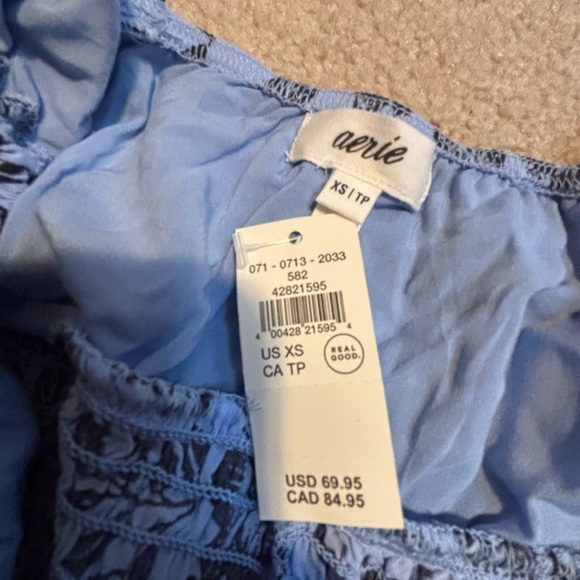 aerie
XS | TP
071 - 0713 - 2033
582
42821595
4 00428 21595 4
US XS
CA TP
REAL
GOOD.
USD 69.95
CAD 84.95